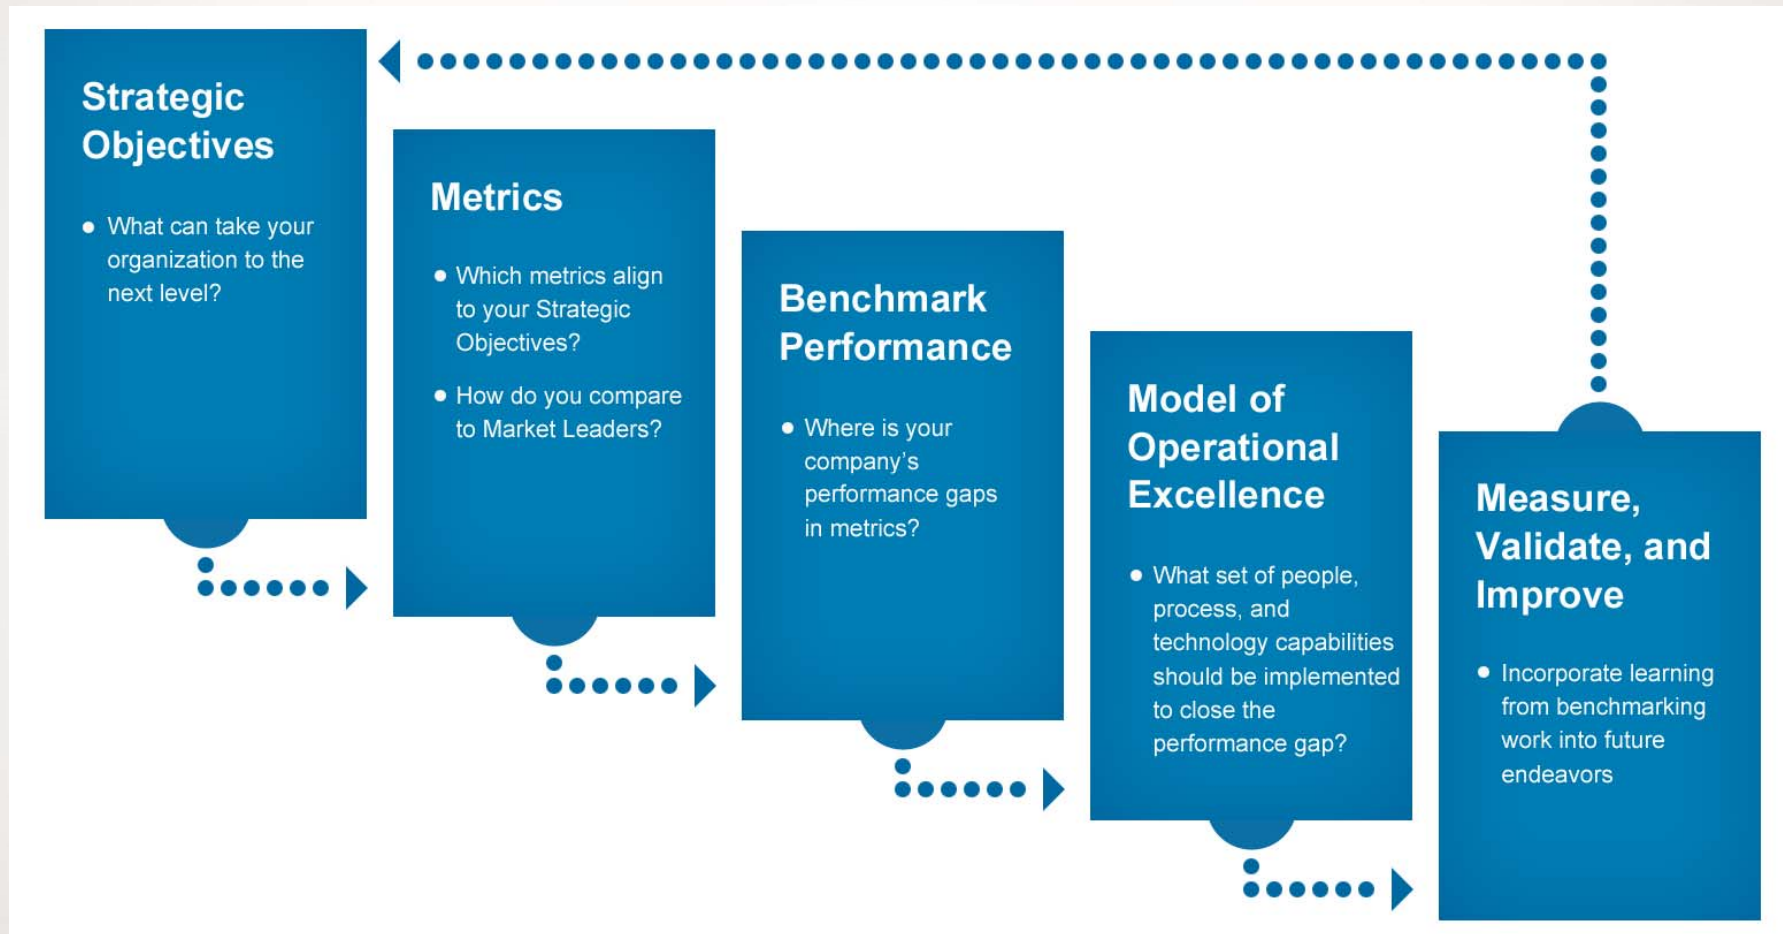 Strategic
Objectives
• What can take your
organization to the
next level?
Metrics
• Which metrics align
to your Strategic
Objectives?
• How do you compare
to Market Leaders?
Benchmark
Performance
• Where is your
company’s
performance gaps
in metrics?
Model of
Operational
Excellence
• What set of people,
process, and
technology capabilities
should be implemented
to close the
performance gap?
Measure,
Validate, and
Improve
• Incorporate learning
from benchmarking
work into future
endeavors